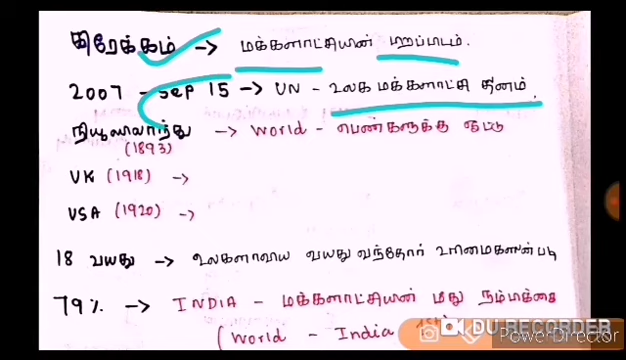 கிரேக்கம் -> மக்களாட்சியின் பிறப்பிடம்.
2007 - Sep 15 -> UN - உலக மக்களாட்சி தினம்.
நியூஸிலாந்து -> World - பெண்களுக்கு ஓட்டு
(1893)
UK (1918) ->
USA (1920) ->
18 வயது -> உலகளாவிய வயது வந்தோர் உரிமைகளின் படி
79% -> INDIA - மக்களாட்சியின் மீது நம்பிக்கை
(World - India 1st
DU RECORDER
PowerDirector